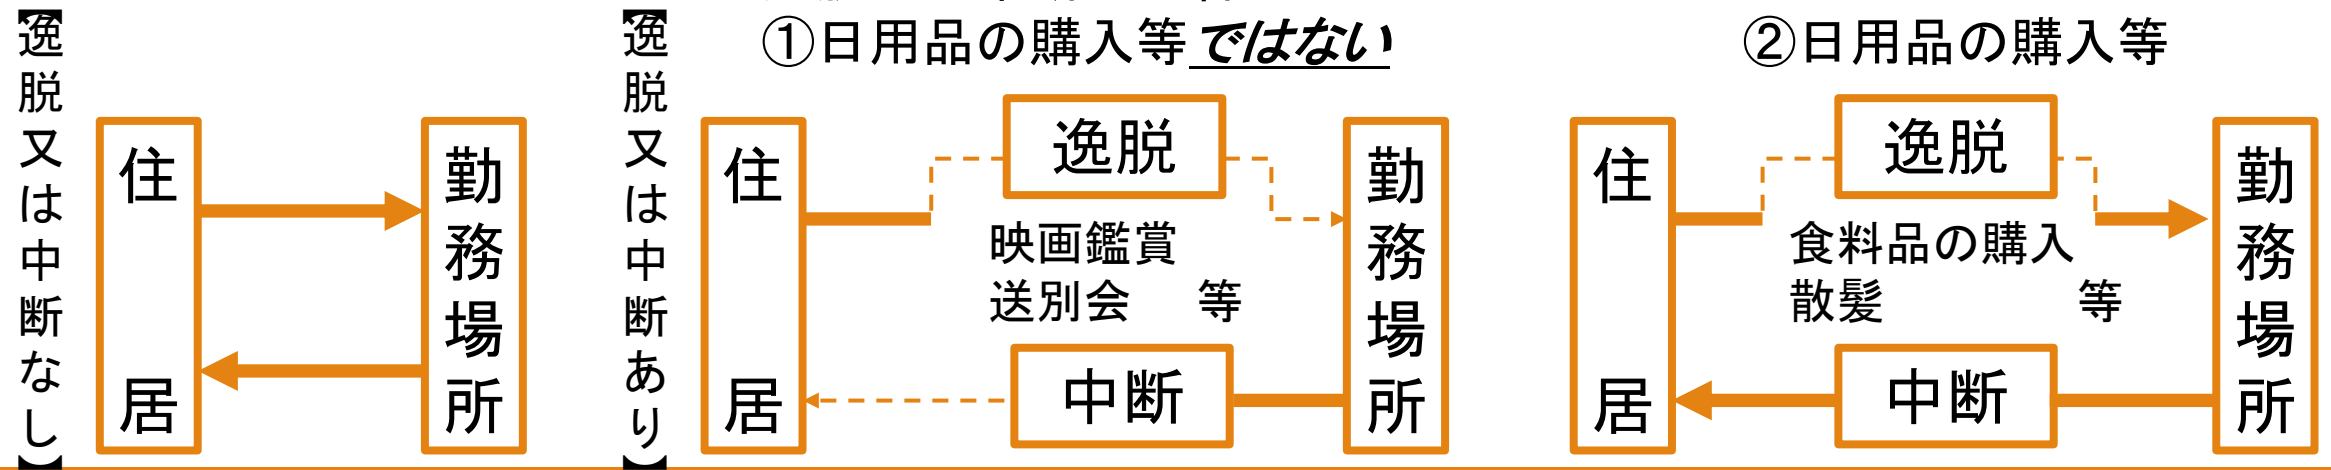 【逸脱又は中断なし】
住居
勤務場所
【逸脱又は中断あり】
①日用品の購入等ではない
住居
逸脱
映画鑑賞
送別会 等
中断
勤務場所
②日用品の購入等
住居
逸脱
食料品の購入
散髪 等
中断
勤務場所